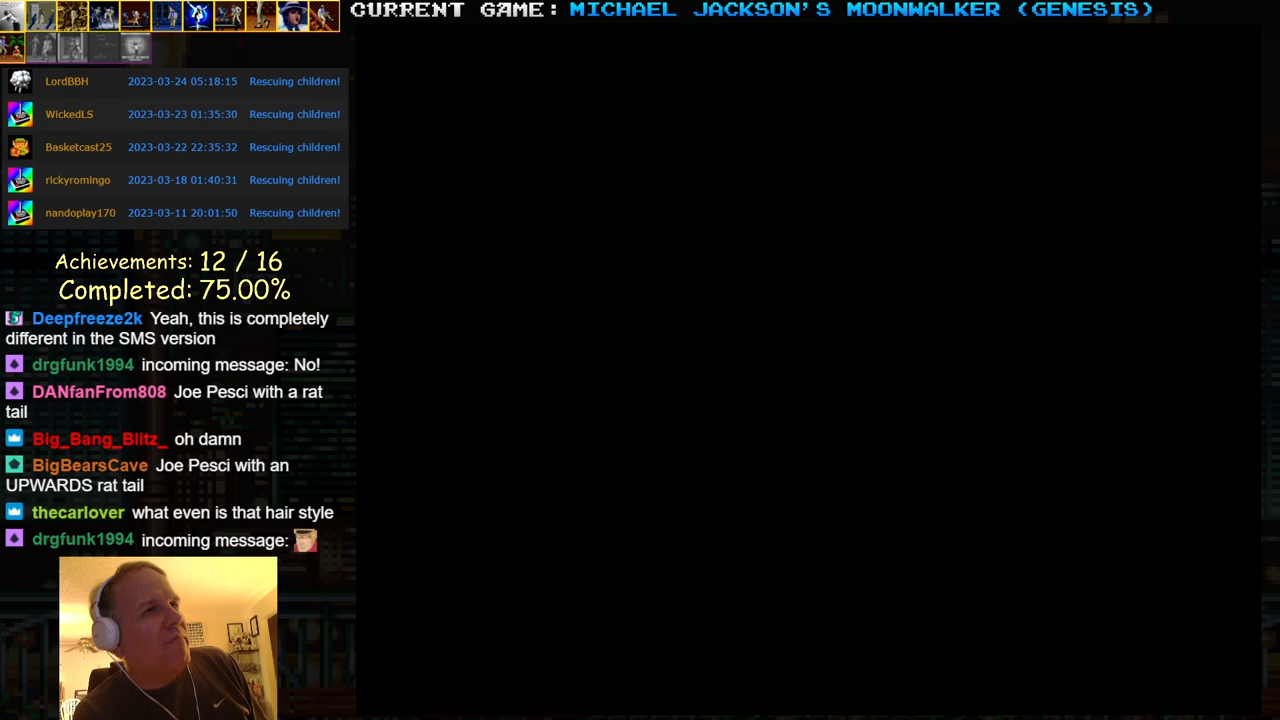 CURRENT GAME: MICHAEL JACKSON'S MOONWALKER (GENESIS)
LordBBH 2023-03-24 05:18:15 Rescuing children!
WickedLS 2023-03-23 01:35:30 Rescuing children!
Basketcast25 2023-03-22 22:35:32 Rescuing children!
rickyromingo 2023-03-18 01:40:31 Rescuing children!
nandoplay170 2023-03-11 20:01:50 Rescuing children!
Achievements: 12 / 16
Completed: 75.00%
Deepfreeze2k Yeah, this is completely
different in the SMS version
drgfunk1994 incoming message: No!
DANfanFrom808 Joe Pesci with a rat
tail
Big_Bang_Blitz_ oh damn
BigBearsCave Joe Pesci with an
UPWARDS rat tail
thecarlover what even is that hair style
drgfunk1994 incoming message: